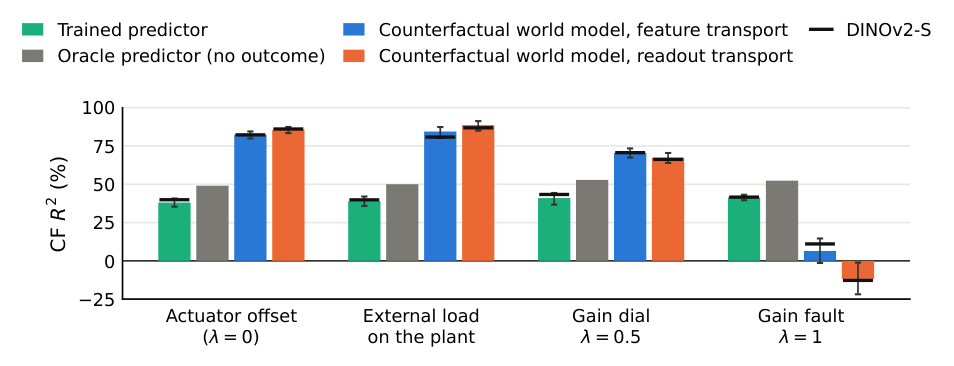 Trained predictor
Oracle predictor (no outcome)
Counterfactual world model, feature transport
Counterfactual world model, readout transport
DINOv2-S
CF R² (%)
100
75
50
25
0
−25
Actuator offset
(λ = 0)
External load
on the plant
Gain dial
λ = 0.5
Gain fault
λ = 1